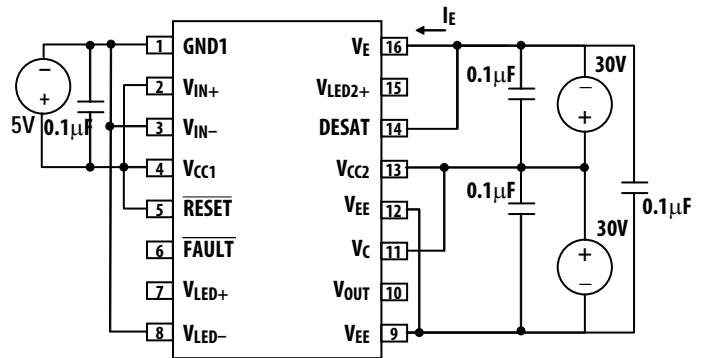 I_E
1 GND1
2 V_IN+
3 V_IN–
4 V_CC1
5 RESET
6 FAULT
7 V_LED+
8 V_LED–
V_E 16
V_LED2+ 15
DESAT 14
V_CC2 13
V_EE 12
V_C 11
V_OUT 10
V_EE 9
–
+
5V
0.1μF
0.1μF
0.1μF
30V
–
+
30V
+
–
0.1μF